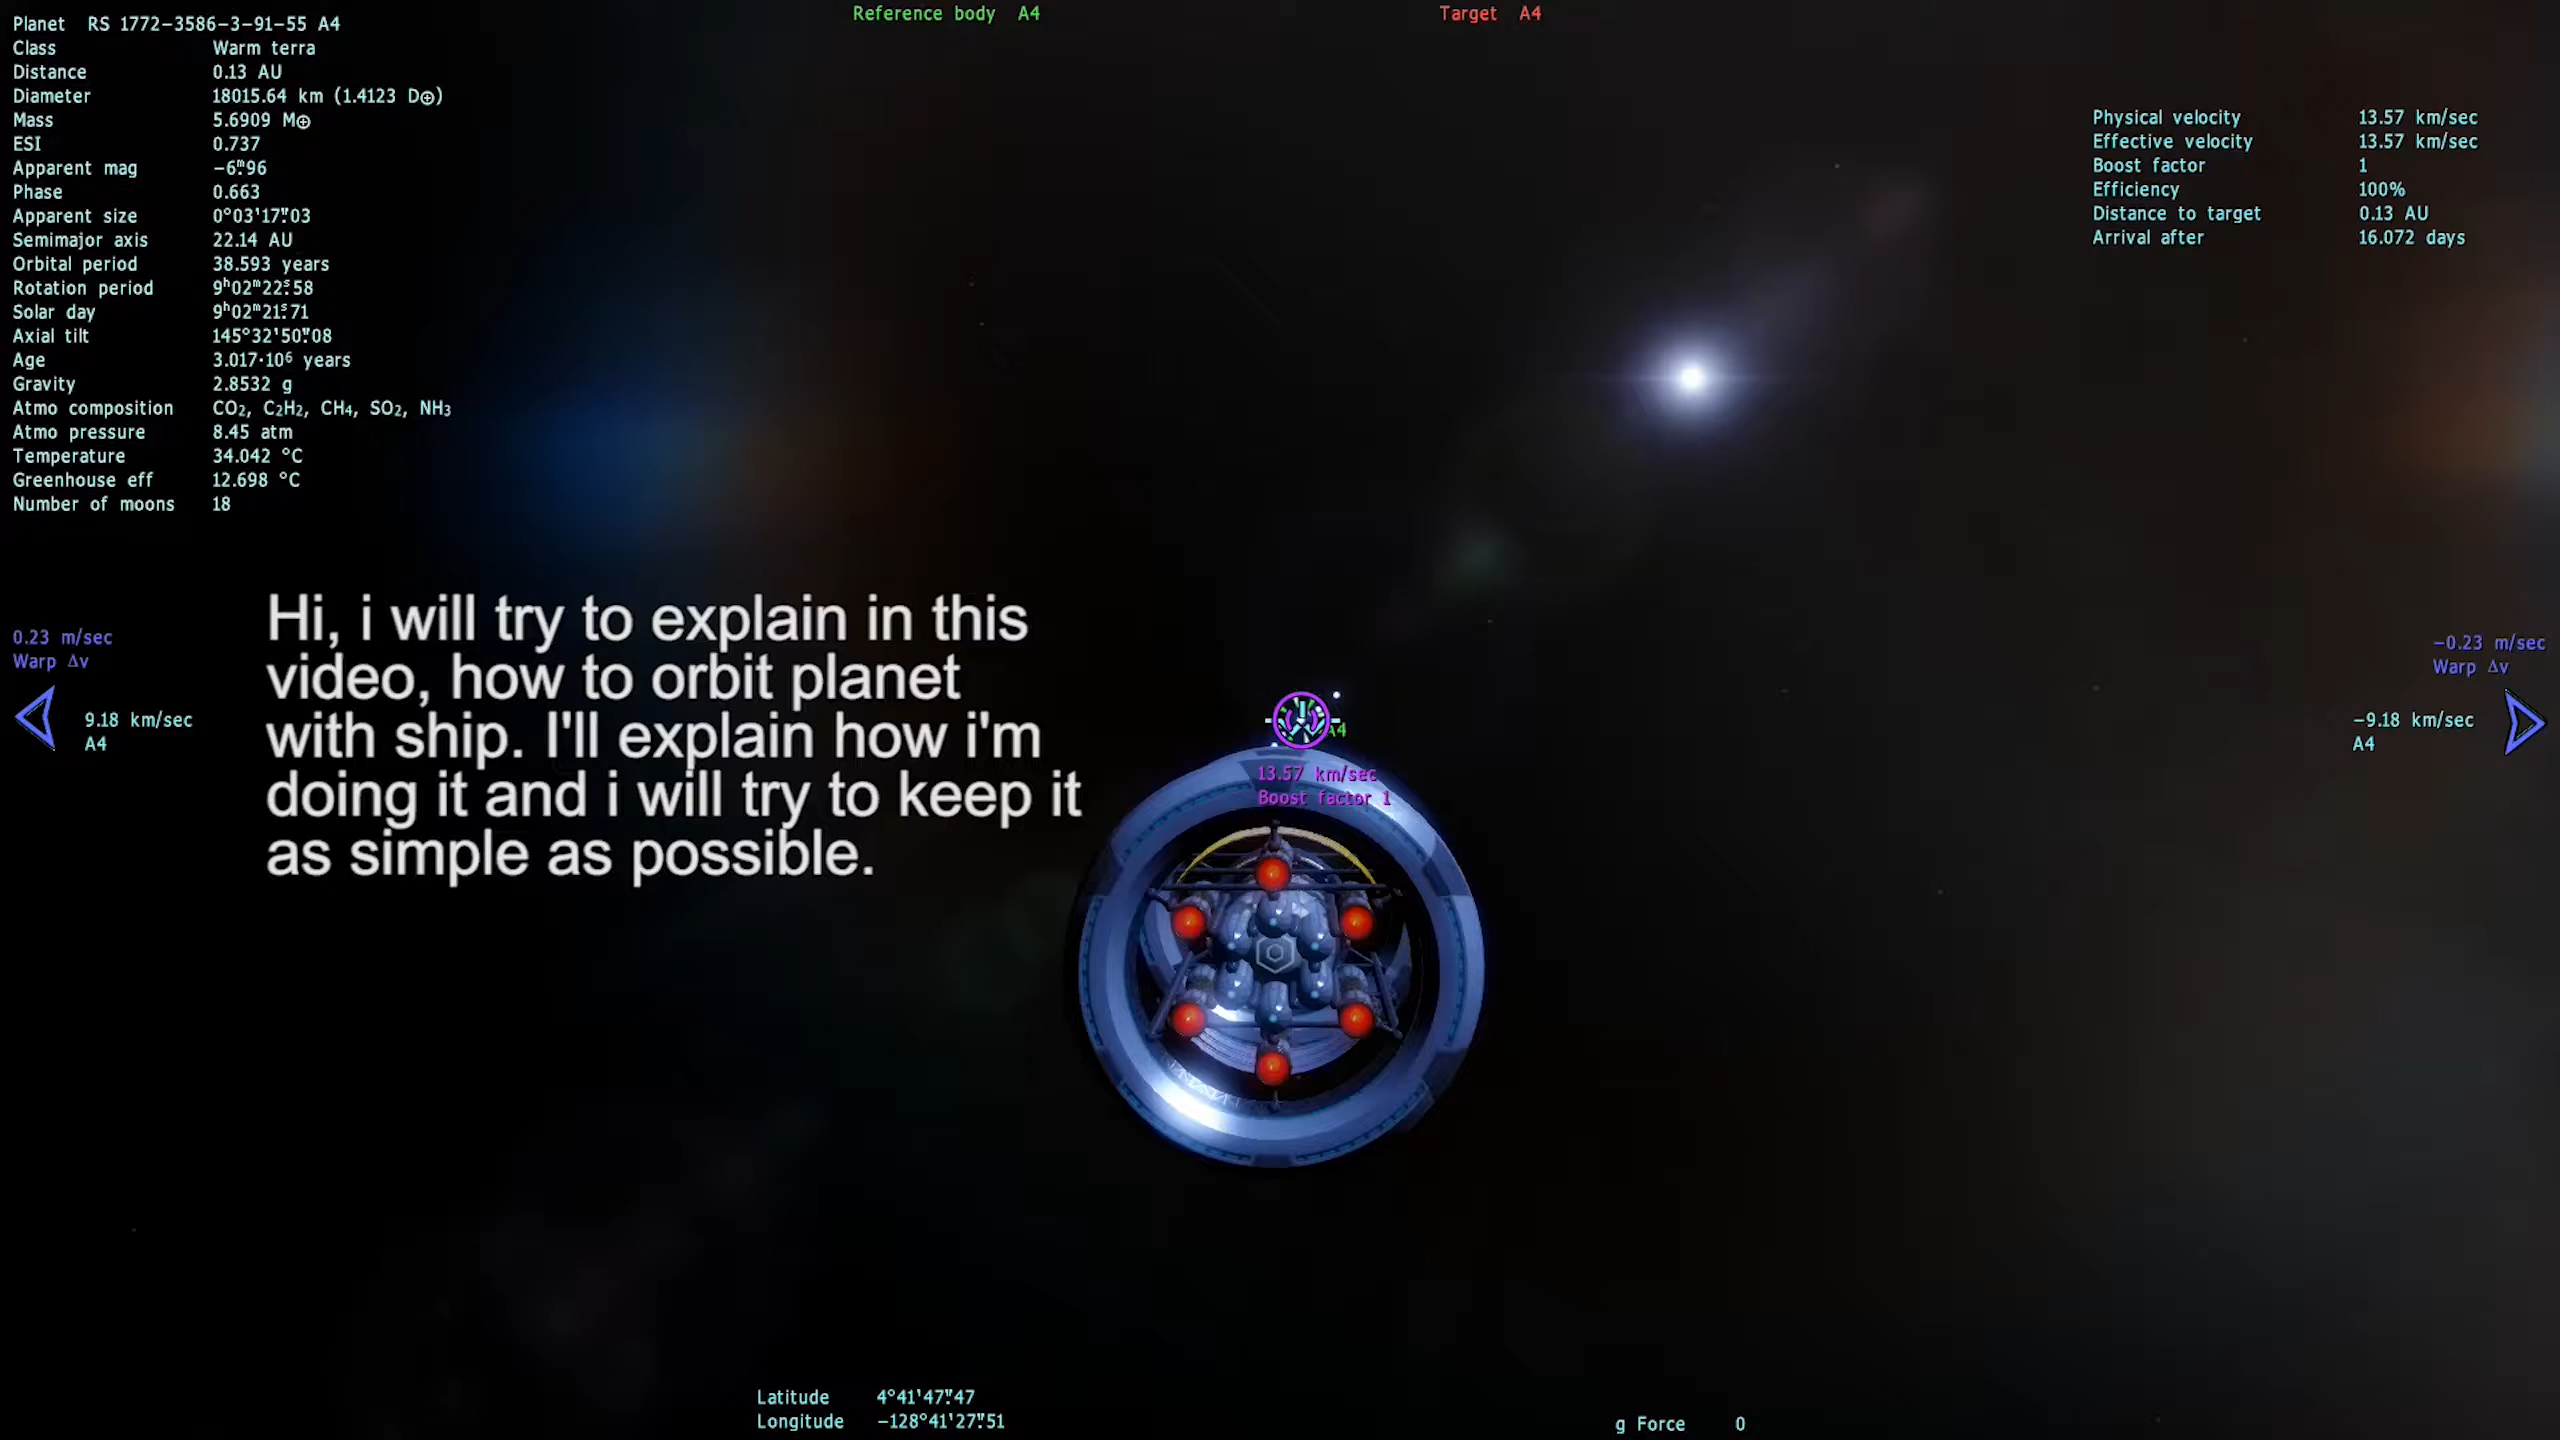 Planet RS 1772-3586-3-91-55 A4
Class Warm terra
Distance 0.13 AU
Diameter 18015.64 km (1.4123 D⊕)
Mass 5.6909 M⊕
ESI 0.737
Apparent mag -6ᵐ.96
Phase 0.663
Apparent size 0°03'17".03
Semimajor axis 22.14 AU
Orbital period 38.593 years
Rotation period 9ʰ02ᵐ22ˢ.58
Solar day 9ʰ02ᵐ21ˢ.71
Axial tilt 145°32'50".08
Age 3.017·10⁶ years
Gravity 2.8532 g
Atmo composition CO₂, C₂H₂, CH₄, SO₂, NH₃
Atmo pressure 8.45 atm
Temperature 34.042 °C
Greenhouse eff 12.698 °C
Number of moons 18
Reference body A4
Target A4
Physical velocity 13.57 km/sec
Effective velocity 13.57 km/sec
Boost factor 1
Efficiency 100%
Distance to target 0.13 AU
Arrival after 16.072 days
Hi, i will try to explain in this
video, how to orbit planet
with ship. I'll explain how i'm
doing it and i will try to keep it
as simple as possible.
0.23 m/sec
Warp Δv
9.18 km/sec
A4
A4
13.57 km/sec
Boost factor 1
-0.23 m/sec
Warp Δv
-9.18 km/sec
A4
Latitude 4°41'47".47
Longitude -128°41'27".51
g Force 0